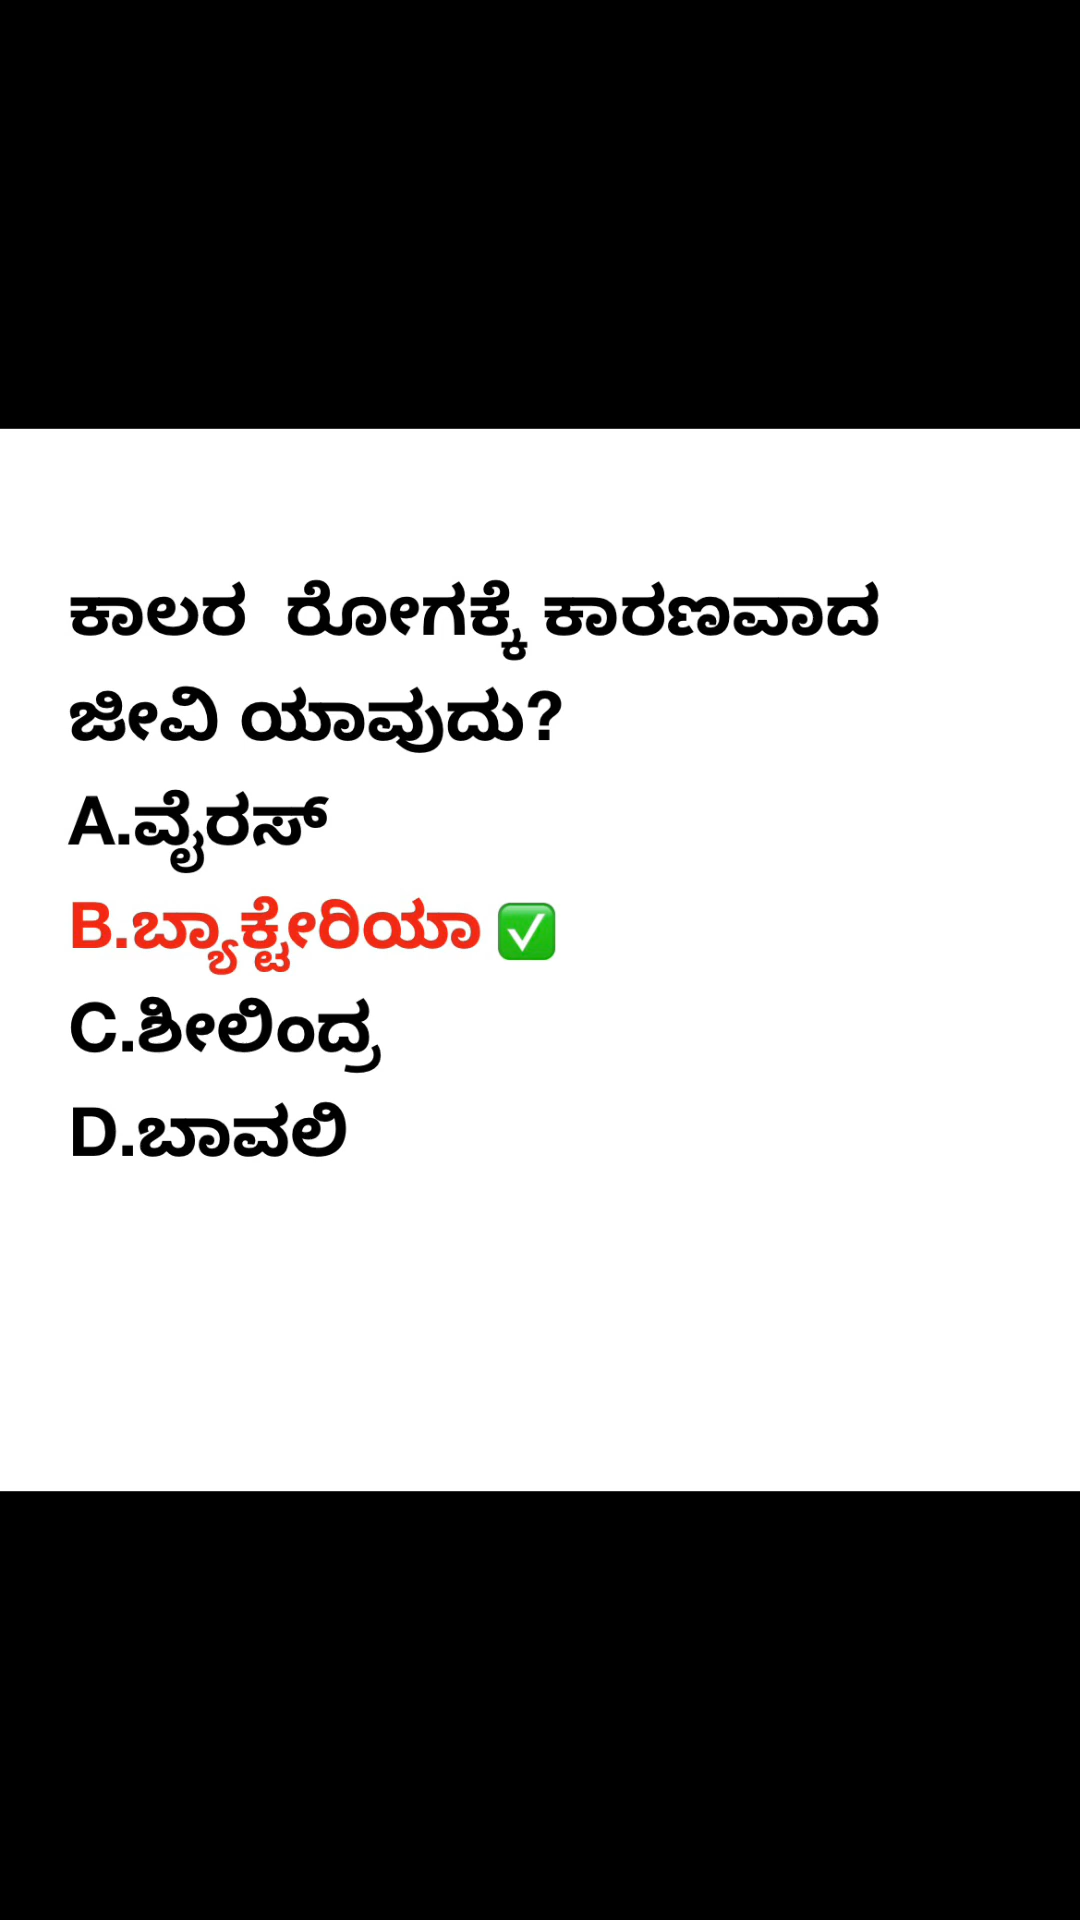 ಕಾಲರ  ರೋಗಕ್ಕೆ ಕಾರಣವಾದ
ಜೀವಿ ಯಾವುದು?
A.ವೈರಸ್
B.ಬ್ಯಾಕ್ಟೇರಿಯಾ ✅
C.ಶೀಲಿಂದ್ರ
D.ಬಾವಲಿ